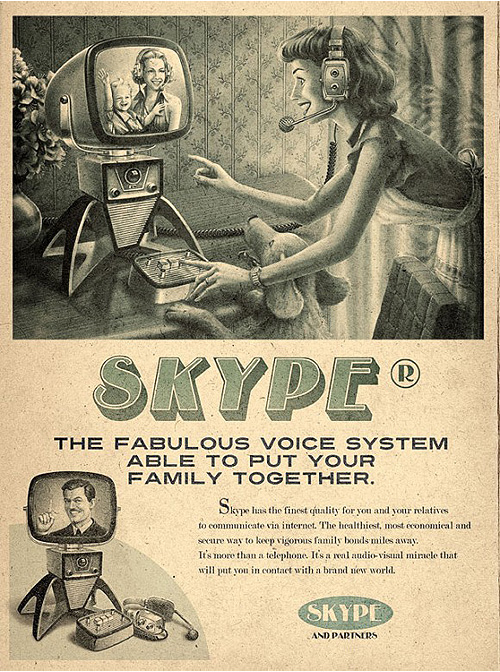 SKYPE®
THE FABULOUS VOICE SYSTEM
ABLE TO PUT YOUR
FAMILY TOGETHER.
Skype has the finest quality for you and your relatives
to communicate via internet. The healthiest, most economical and
secure way to keep vigorous family bonds miles away.
It's more than a telephone. It's a real audio-visual miracle that
will put you in contact with a brand new world.
SKYPE
AND PARTNERS